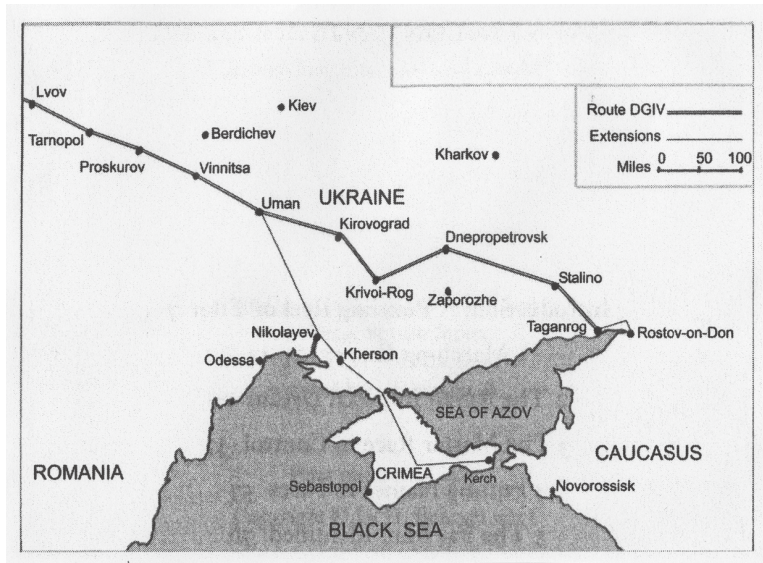 Lvov
Kiev
Tarnopol
Berdichev
Proskurov
Vinnitsa
Kharkov
Route DGIV
Extensions
Miles 0 50 100
Uman
UKRAINE
Kirovograd
Dnepropetrovsk
Krivoi-Rog
Zaporozhe
Stalino
Taganrog
Rostov-on-Don
Nikolayev
Odessa
Kherson
SEA OF AZOV
ROMANIA
CRIMEA
Kerch
CAUCASUS
Sebastopol
Novorossisk
BLACK SEA